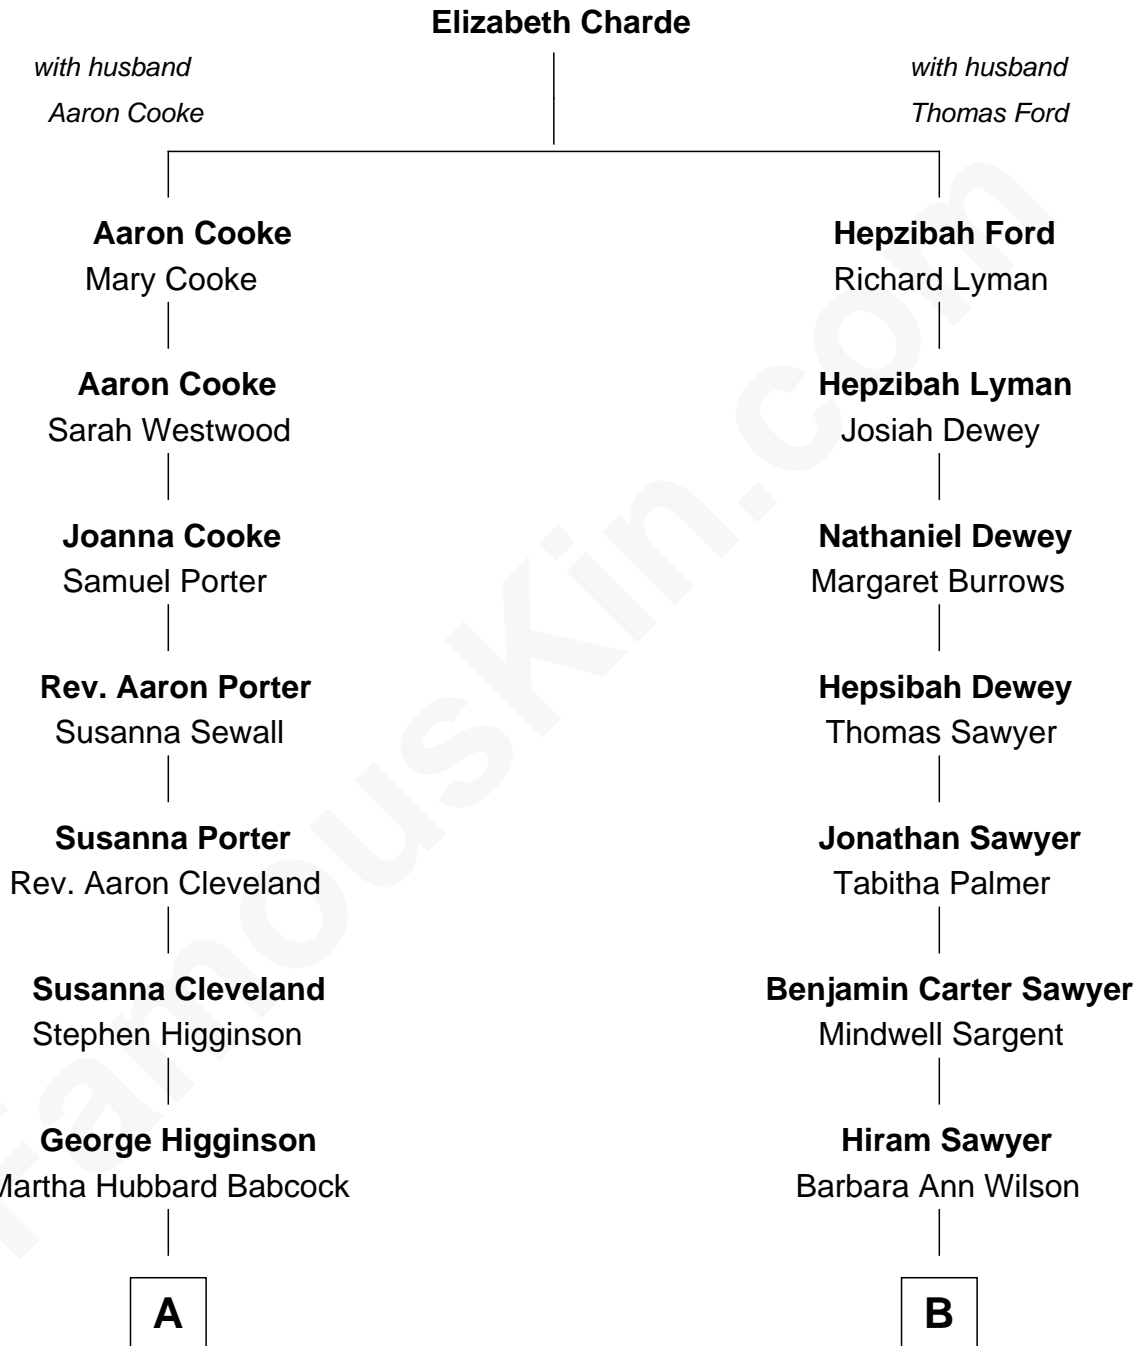 Elizabeth Charde
with husband
Aaron Cooke
with husband
Thomas Ford
Aaron Cooke
Mary Cooke
Hepzibah Ford
Richard Lyman
Aaron Cooke
Sarah Westwood
Hepzibah Lyman
Josiah Dewey
Joanna Cooke
Samuel Porter
Nathaniel Dewey
Margaret Burrows
Rev. Aaron Porter
Susanna Sewall
Hepsibah Dewey
Thomas Sawyer
Susanna Porter
Rev. Aaron Cleveland
Jonathan Sawyer
Tabitha Palmer
Susanna Cleveland
Stephen Higginson
Benjamin Carter Sawyer
Mindwell Sargent
George Higginson
Martha Hubbard Babcock
Hiram Sawyer
Barbara Ann Wilson
A
B
FamousKin.com